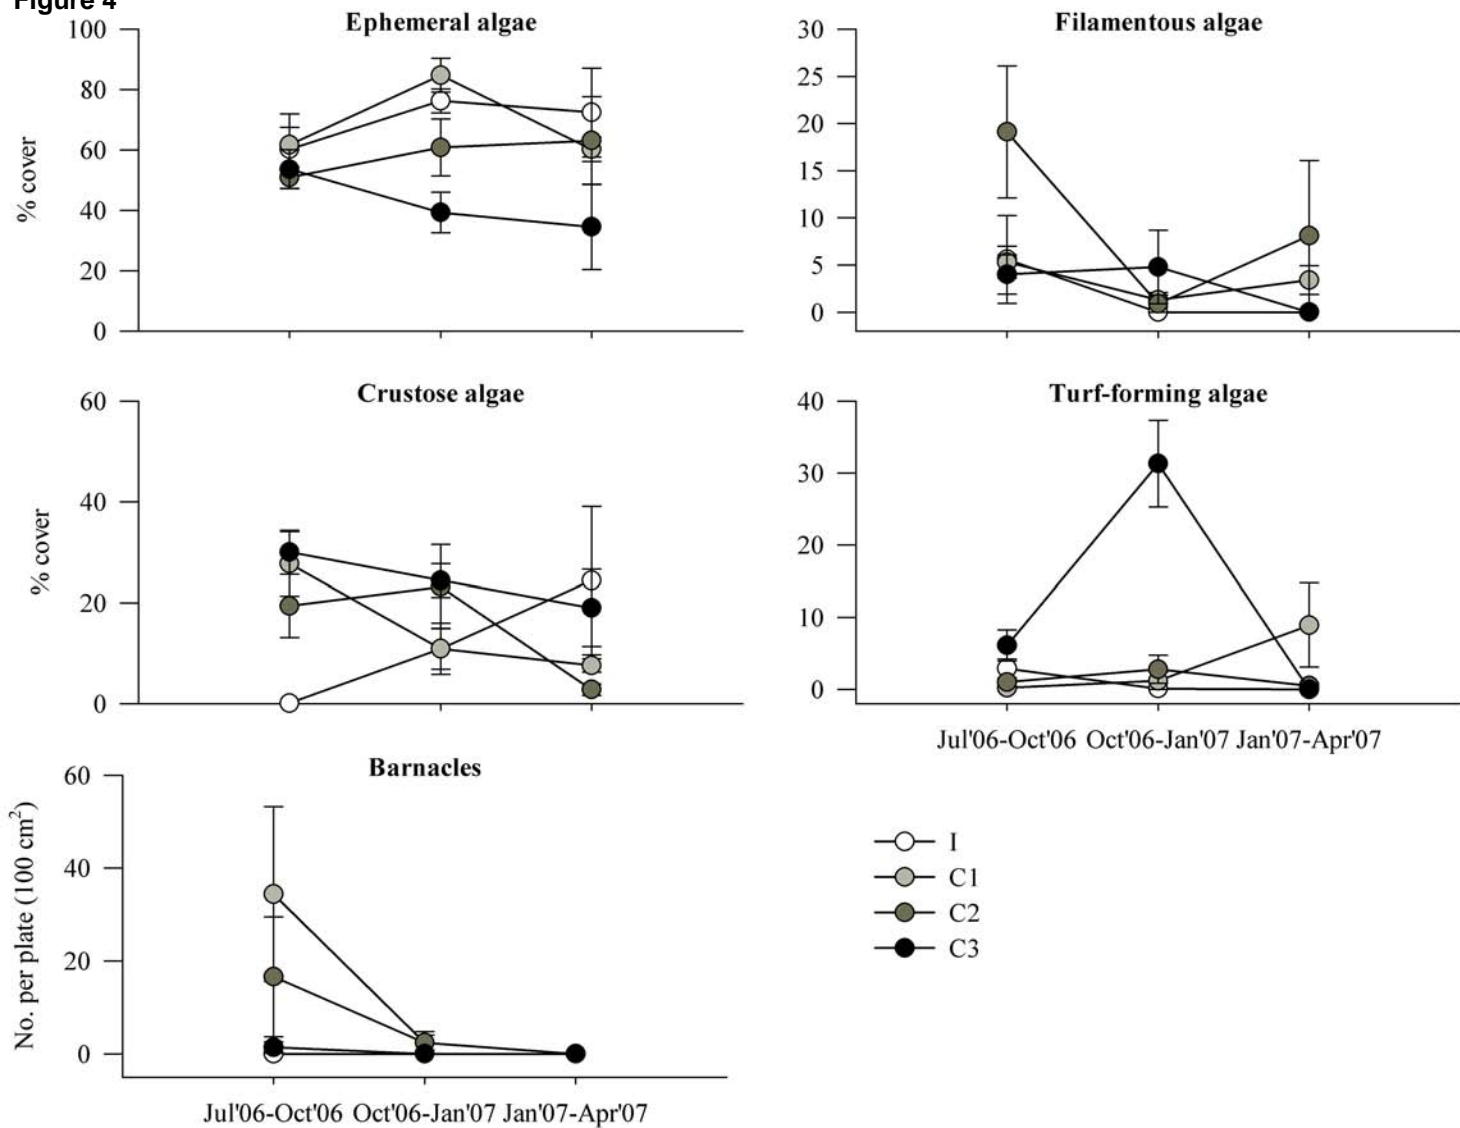 Figure 4
Ephemeral algae
100
80
60
40
20
0
% cover
Filamentous algae
30
25
20
15
10
5
0
Crustose algae
60
40
20
0
% cover
Turf-forming algae
40
30
20
10
0
Jul'06-Oct'06 Oct'06-Jan'07 Jan'07-Apr'07
Barnacles
60
40
20
0
No. per plate (100 cm²)
Jul'06-Oct'06 Oct'06-Jan'07 Jan'07-Apr'07
I
C1
C2
C3